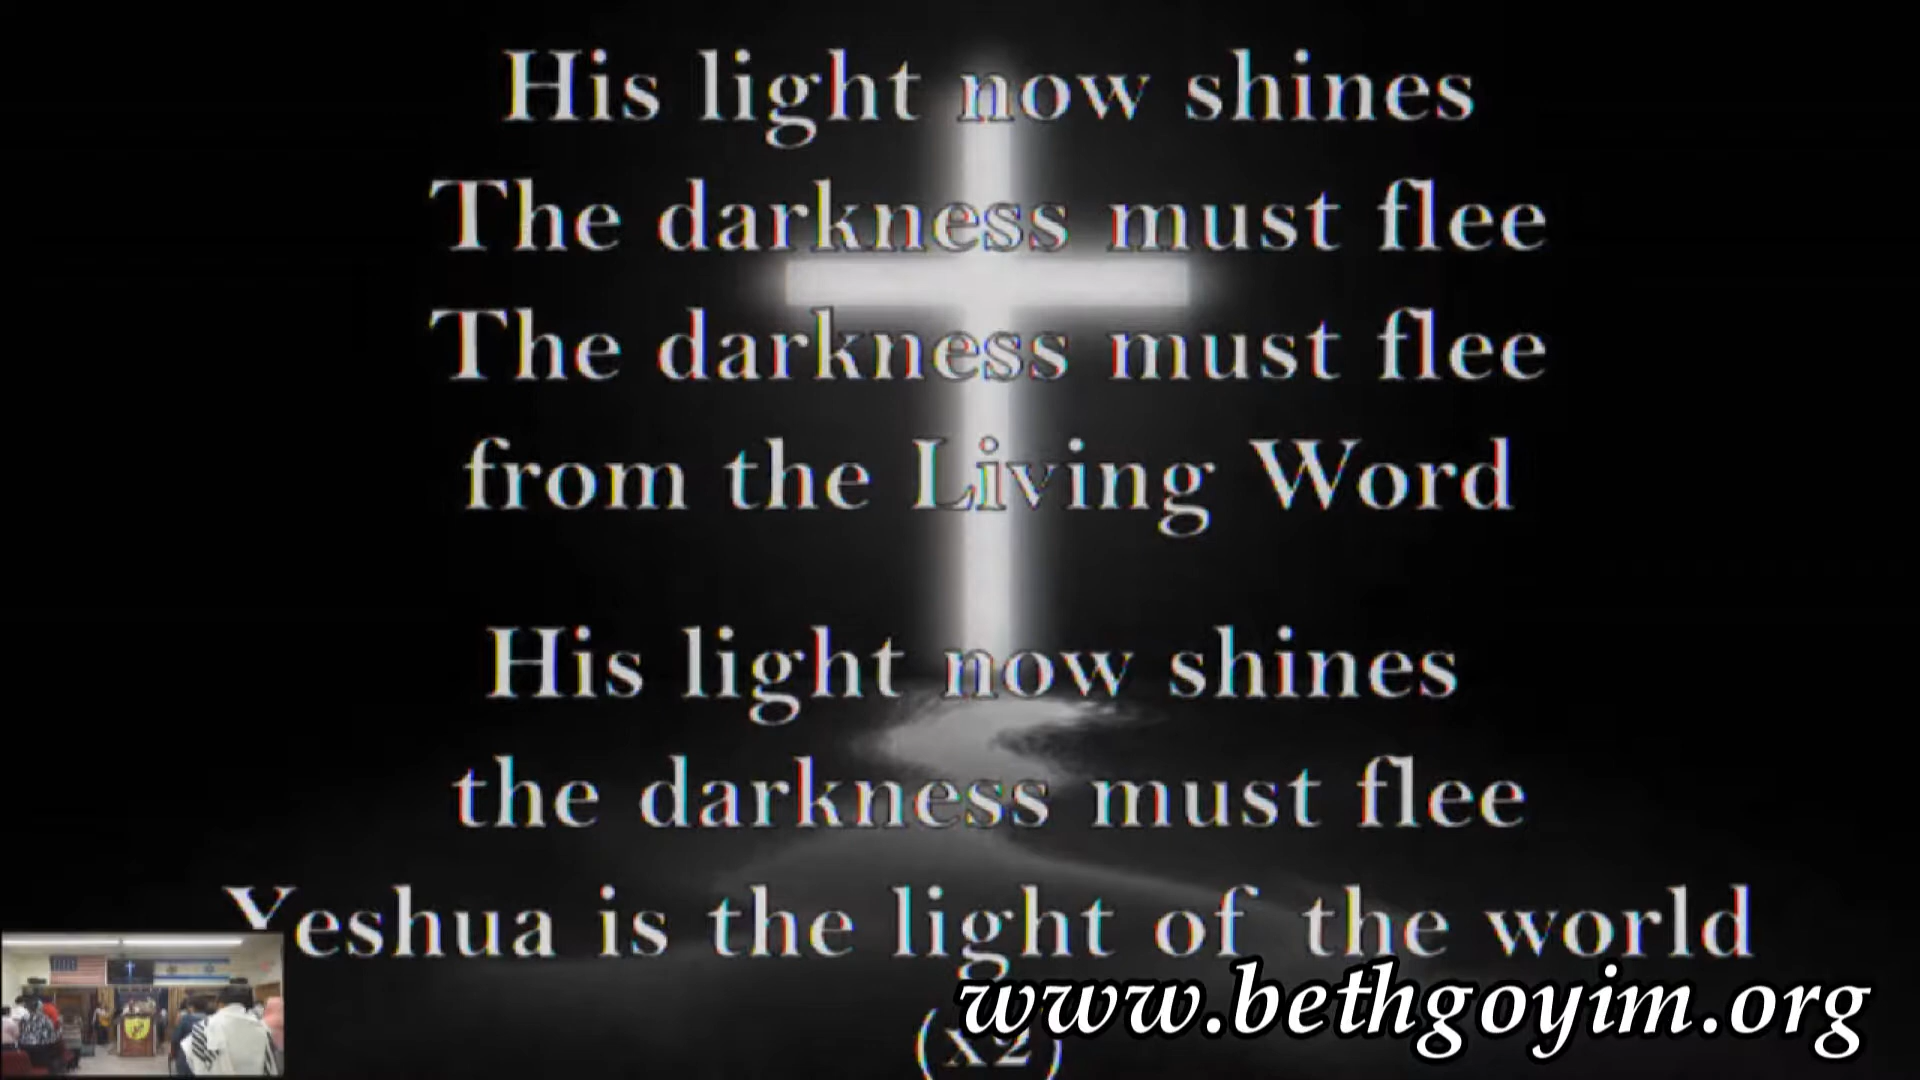 His light now shines
The darkness must flee
The darkness must flee
from the Living Word
His light now shines
the darkness must flee
Yeshua is the light of the world
(x2)
www.bethgoyim.org